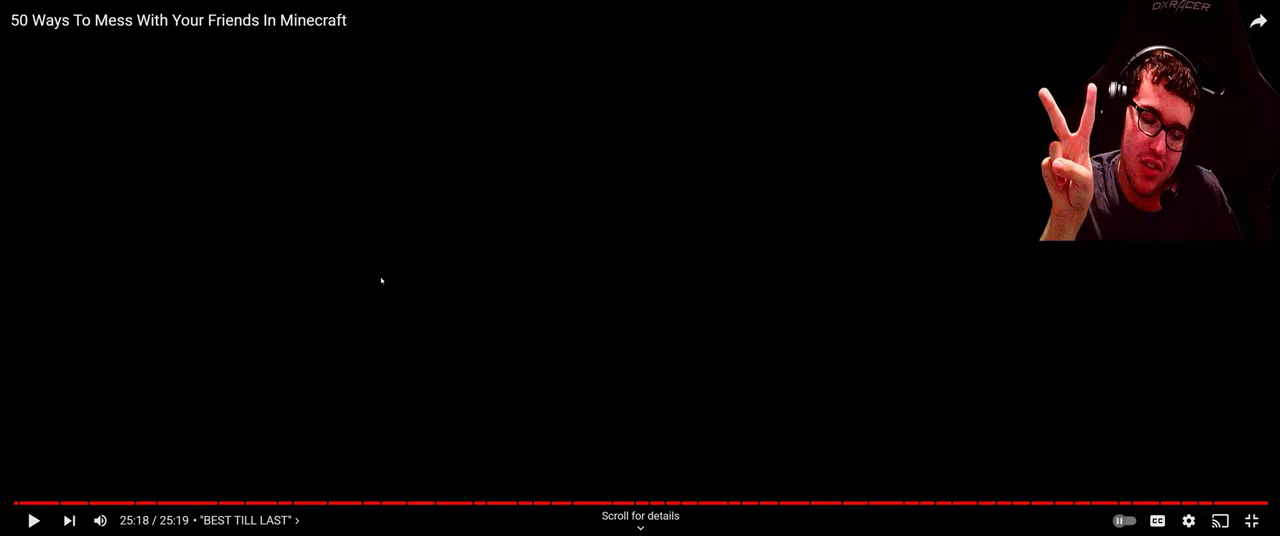 50 Ways To Mess With Your Friends In Minecraft
DXRACER
25:18 / 25:19 • "BEST TILL LAST" ›
Scroll for details
CC